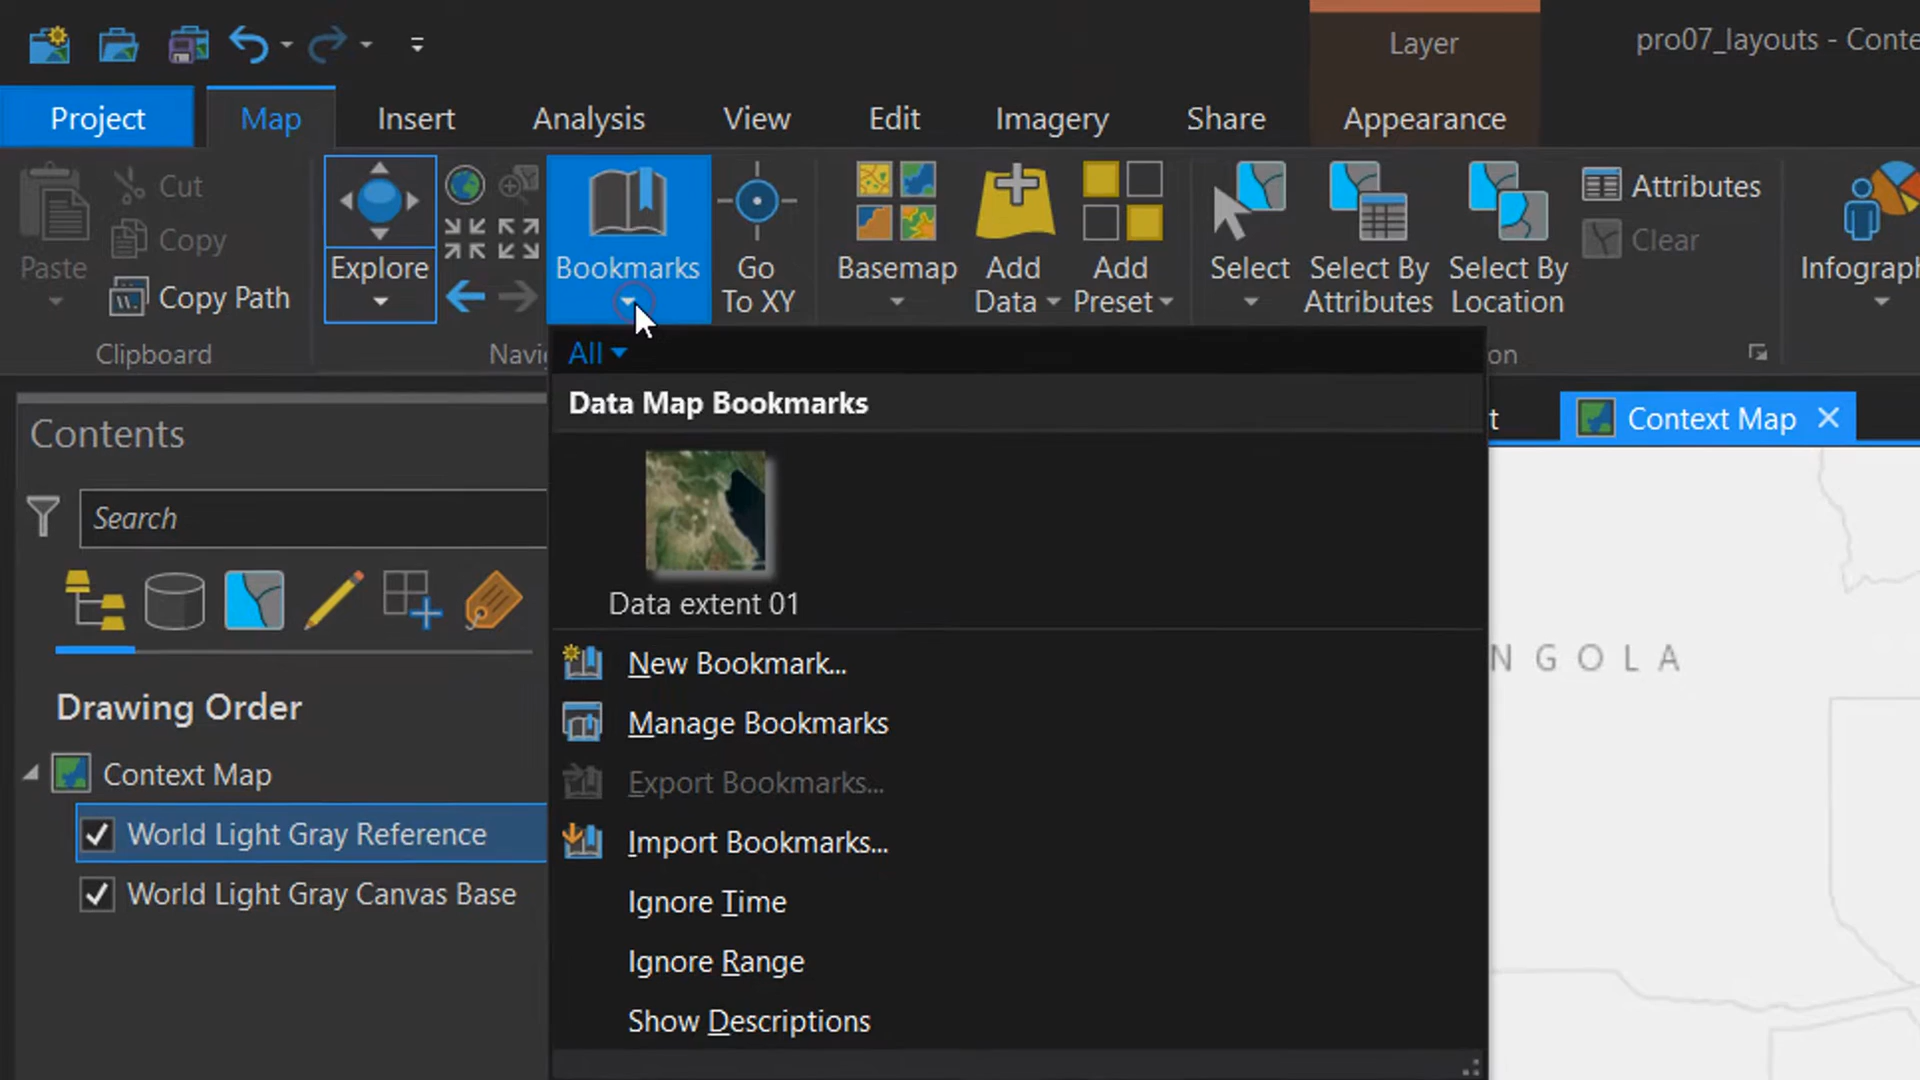 Layer
pro07_layouts - Conte
Project
Map
Insert
Analysis
View
Edit
Imagery
Share
Appearance
Paste
Cut
Copy
Copy Path
Clipboard
Explore
Navi
Bookmarks
Go
To XY
Basemap
Add
Data
Add
Preset
Select
Select By
Attributes
Select By
Location
Attributes
Clear
on
Infograph
All
Data Map Bookmarks
Data extent 01
New Bookmark...
Manage Bookmarks
Export Bookmarks...
Import Bookmarks...
Ignore Time
Ignore Range
Show Descriptions
Contents
Search
Drawing Order
Context Map
World Light Gray Reference
World Light Gray Canvas Base
t
Context Map
NGOLA